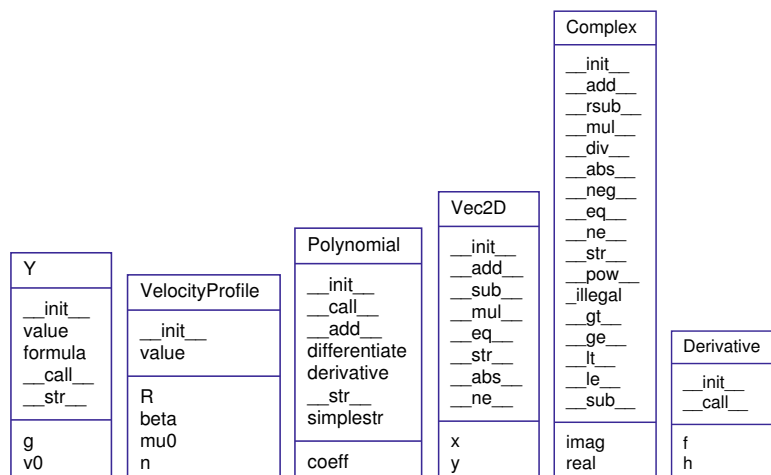 Y
__init__
value
formula
__call__
__str__
g
v0
VelocityProfile
__init__
value
R
beta
mu0
n
Polynomial
__init__
__call__
__add__
differentiate
derivative
__str__
simplestr
coeff
Vec2D
__init__
__add__
__sub__
__mul__
__eq__
__str__
__abs__
__ne__
x
y
Complex
__init__
__add__
__rsub__
__mul__
__div__
__abs__
__neg__
__eq__
__ne__
__str__
__pow__
_illegal
__gt__
__ge__
__lt__
__le__
__sub__
imag
real
Derivative
__init__
__call__
f
h